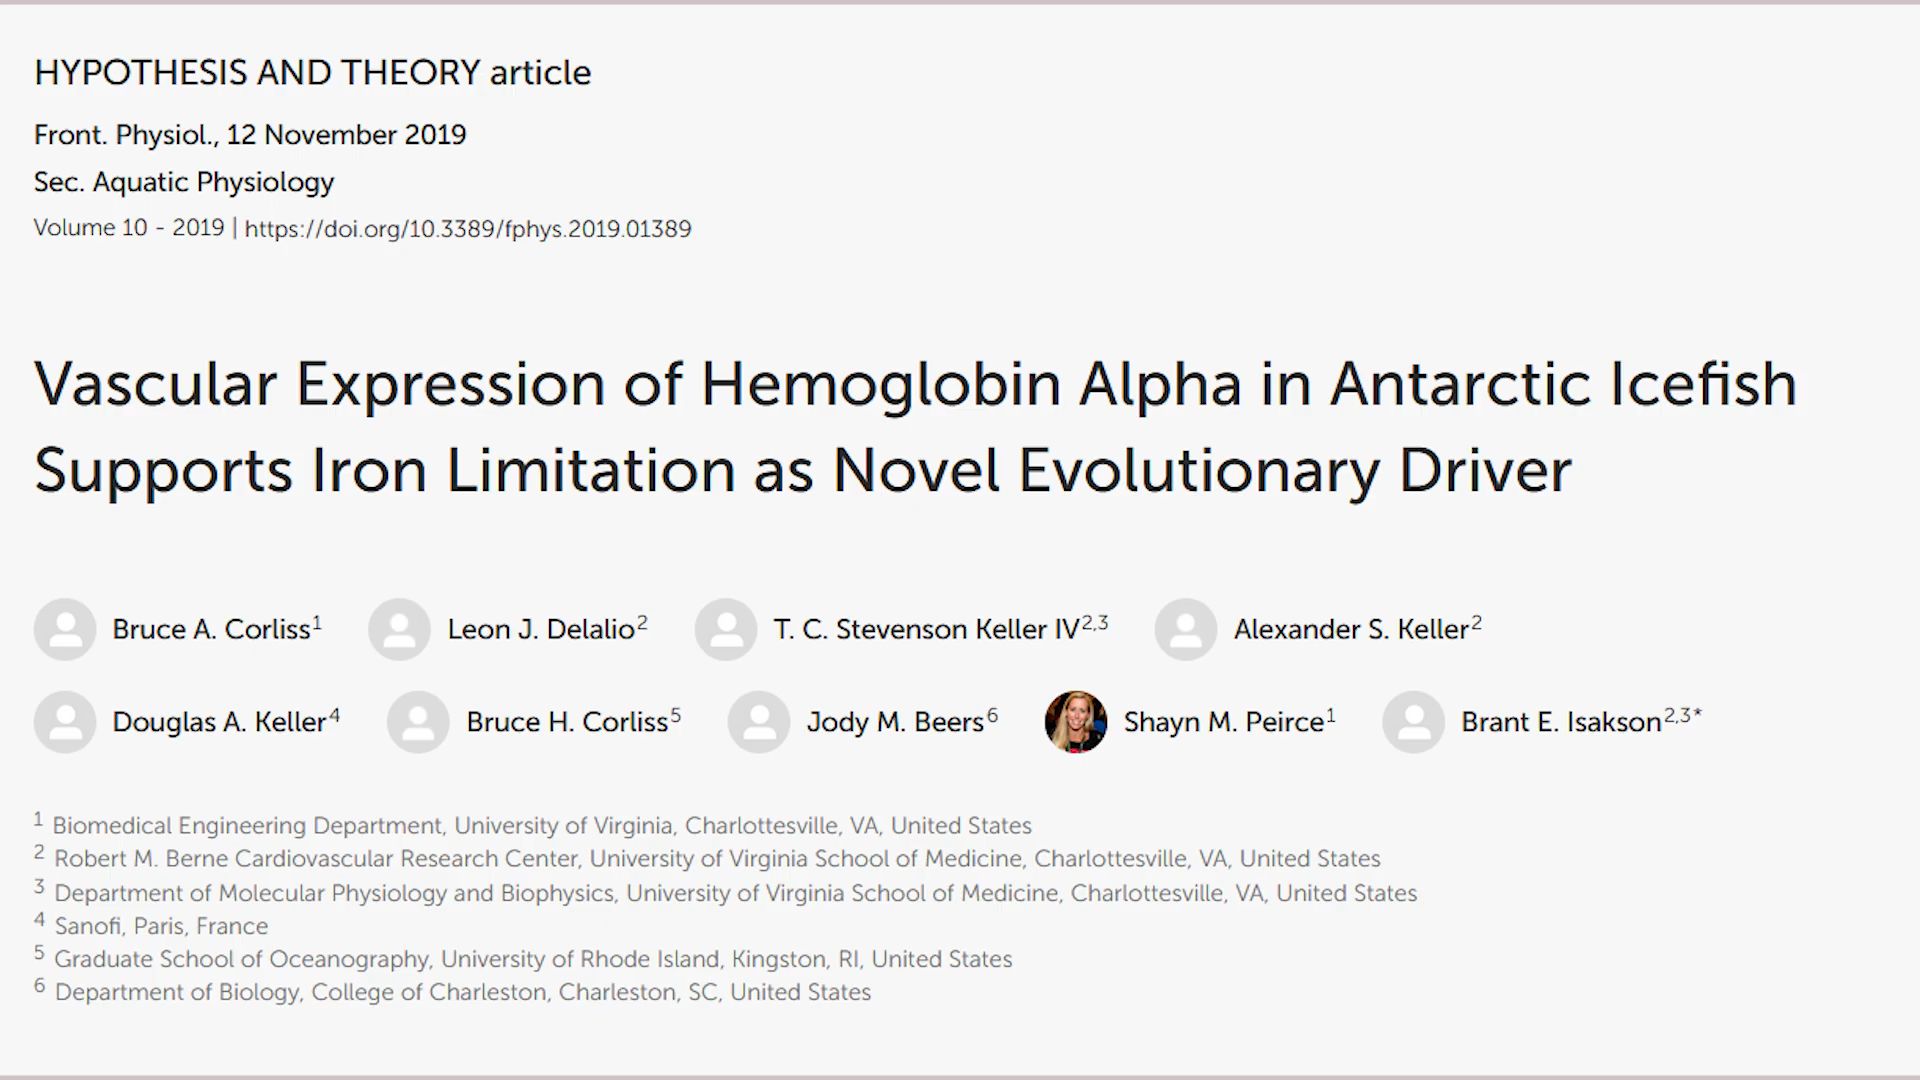 HYPOTHESIS AND THEORY article
Front. Physiol., 12 November 2019
Sec. Aquatic Physiology
Volume 10 - 2019 | https://doi.org/10.3389/fphys.2019.01389
Vascular Expression of Hemoglobin Alpha in Antarctic Icefish
Supports Iron Limitation as Novel Evolutionary Driver
Bruce A. Corliss1 Leon J. Delalio2 T. C. Stevenson Keller IV2,3 Alexander S. Keller2
Douglas A. Keller4 Bruce H. Corliss5 Jody M. Beers6 Shayn M. Peirce1 Brant E. Isakson2,3*
1 Biomedical Engineering Department, University of Virginia, Charlottesville, VA, United States
2 Robert M. Berne Cardiovascular Research Center, University of Virginia School of Medicine, Charlottesville, VA, United States
3 Department of Molecular Physiology and Biophysics, University of Virginia School of Medicine, Charlottesville, VA, United States
4 Sanofi, Paris, France
5 Graduate School of Oceanography, University of Rhode Island, Kingston, RI, United States
6 Department of Biology, College of Charleston, Charleston, SC, United States